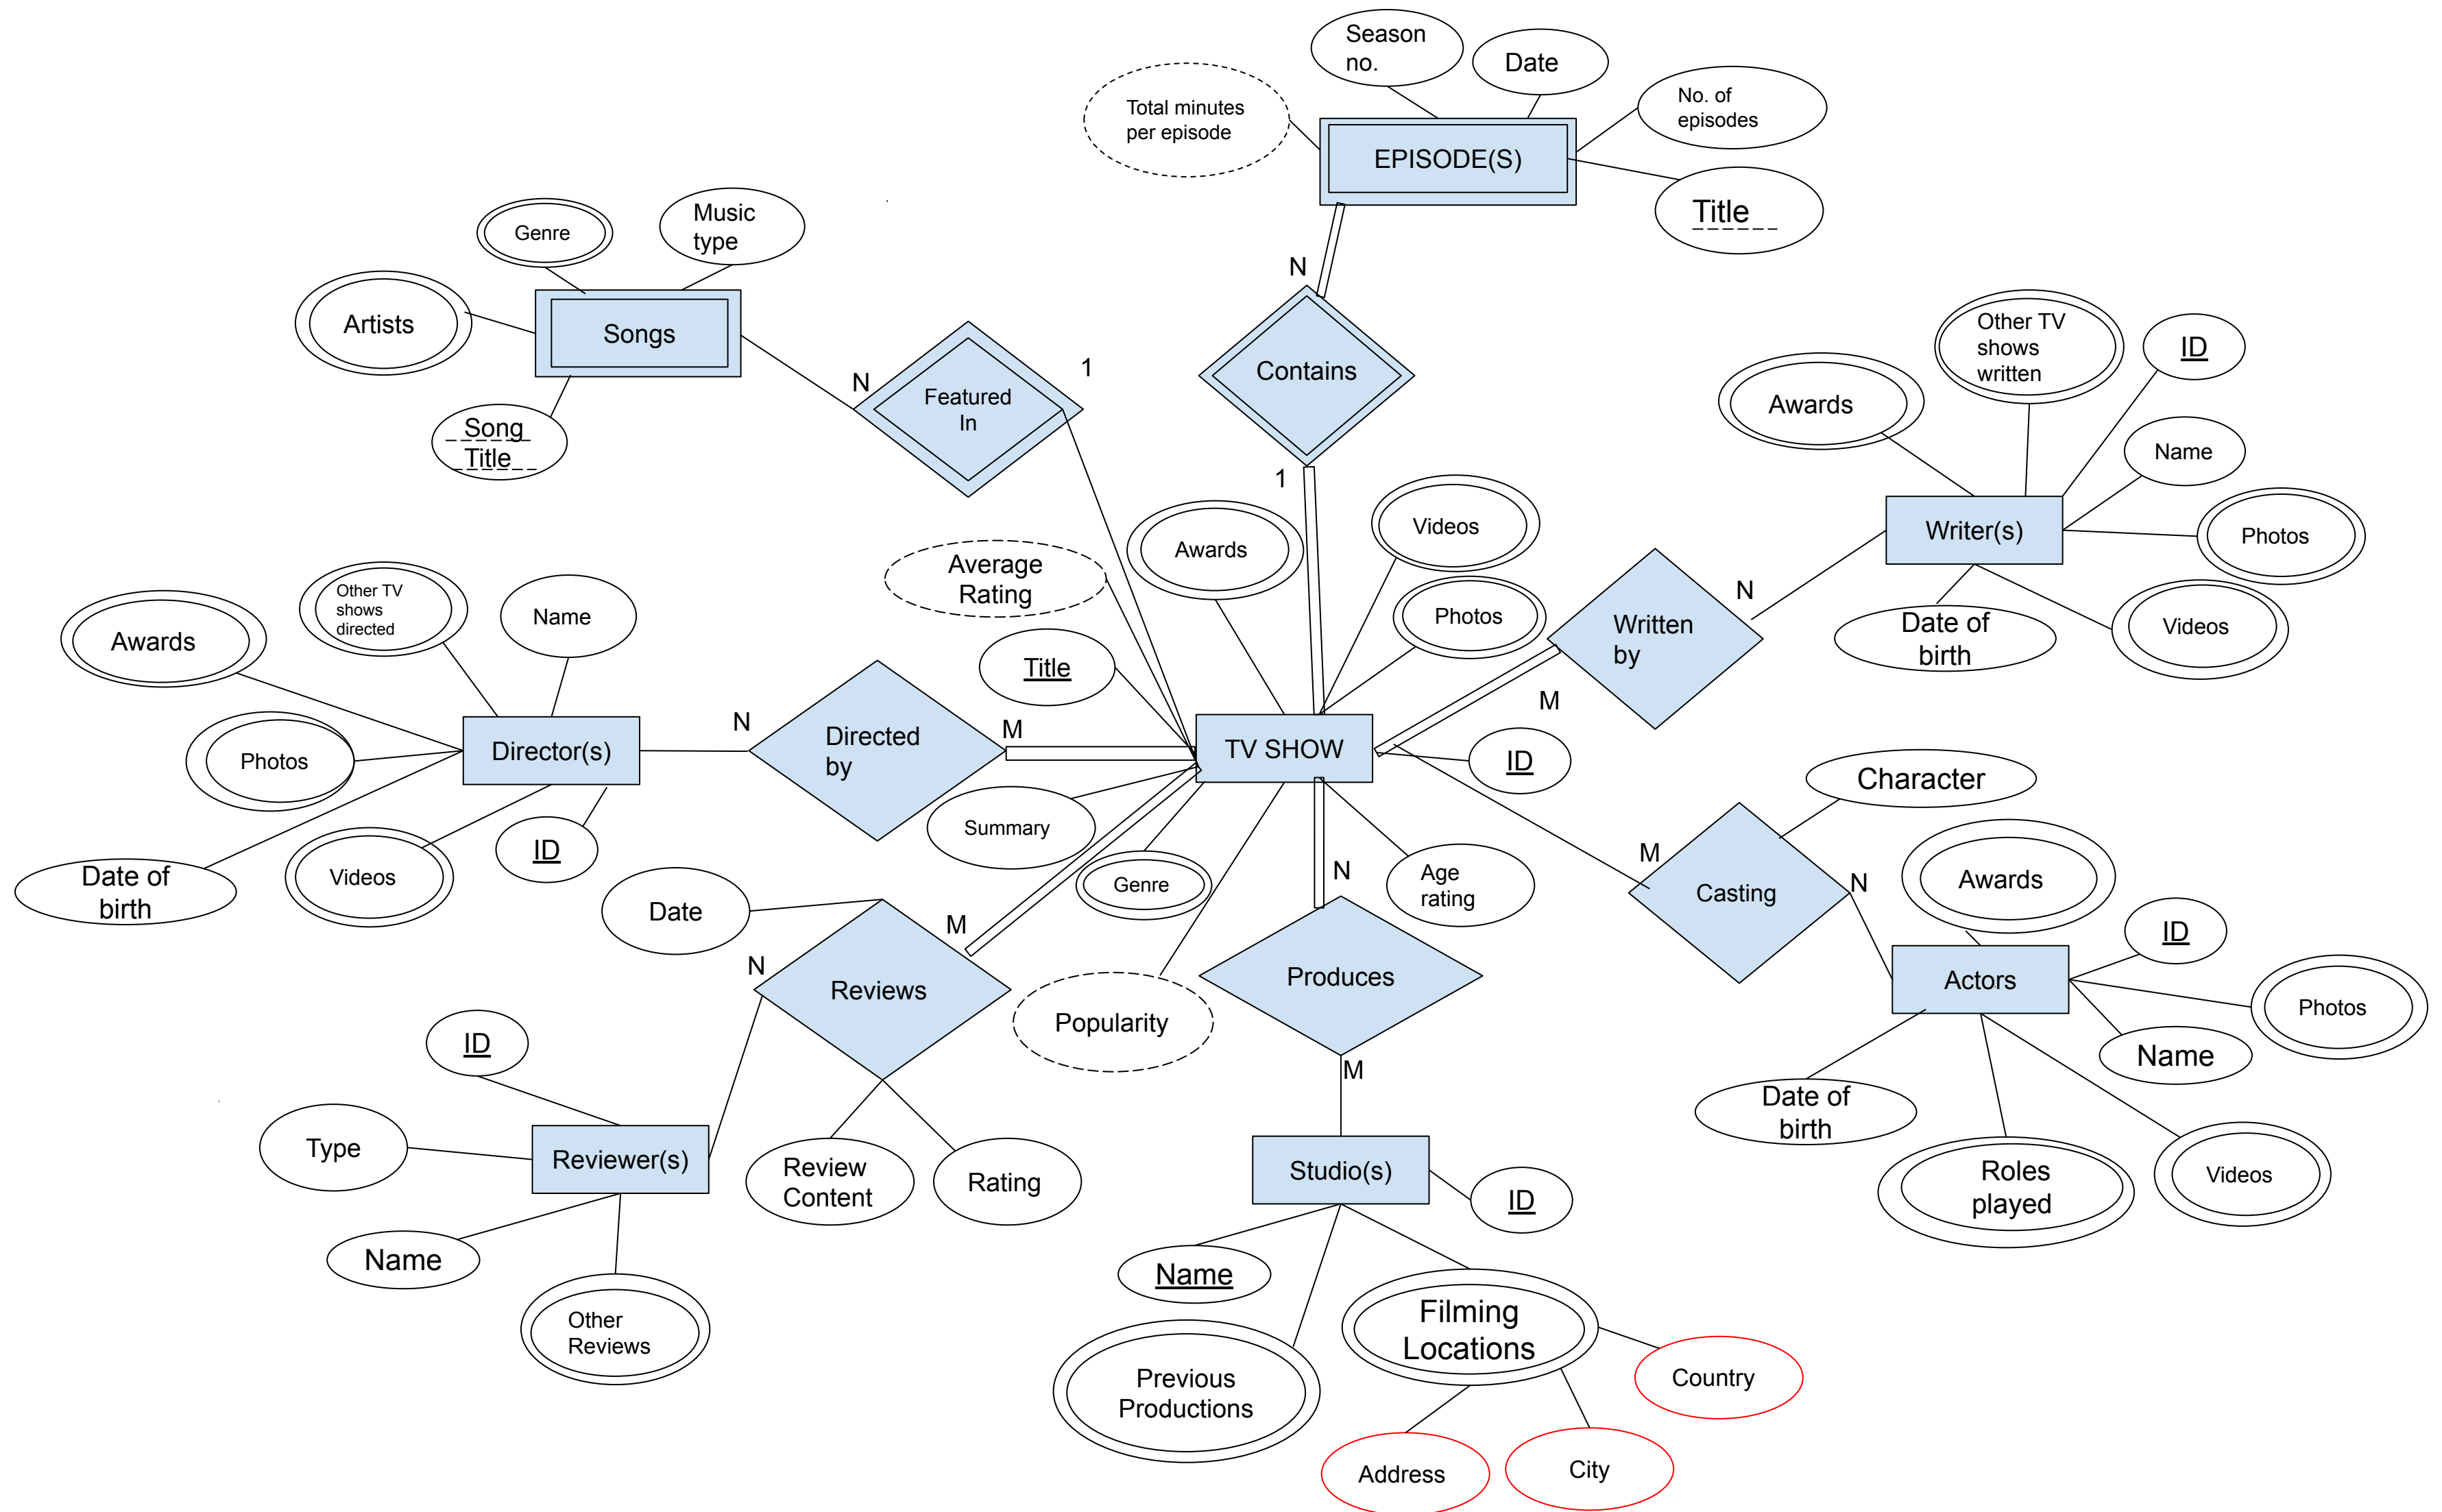 Season
no.
Date
No. of
episodes
Total minutes
per episode
EPISODE(S)
Title
Genre
Music
type
Artists
Songs
Song
Title
N
Featured
In
1
N
Contains
1
Other TV
shows
written
ID
Awards
Name
Writer(s)
Photos
Date of
birth
Videos
Written
by
N
M
Average
Rating
Awards
Videos
Photos
Title
TV SHOW
ID
Summary
Genre
Popularity
Age
rating
Other TV
shows
directed
Name
Awards
Photos
Director(s)
Date of
birth
Videos
ID
N
Directed
by
M
Character
M
Casting
N
Awards
ID
Actors
Photos
Name
Date of
birth
Roles
played
Videos
Date
M
N
Reviews
Review
Content
Rating
ID
Type
Reviewer(s)
Name
Other
Reviews
N
Produces
M
Studio(s)
ID
Name
Previous
Productions
Filming
Locations
Country
Address
City